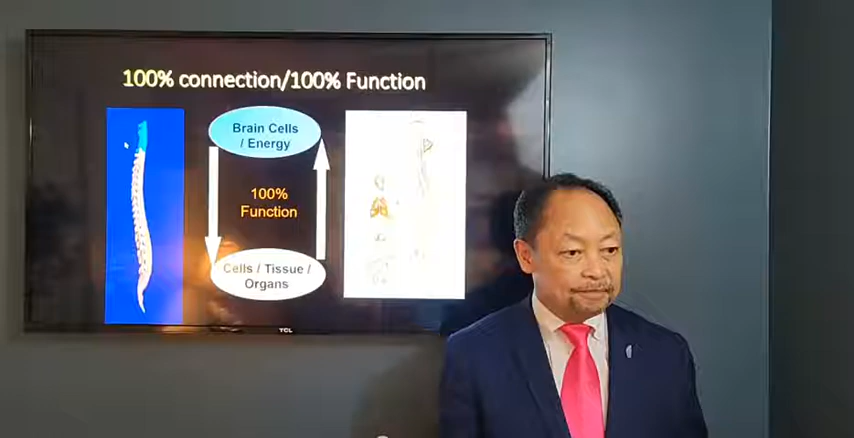 100% connection/100% Function
Brain Cells
/ Energy
100%
Function
Cells / Tissue /
Organs
TCL